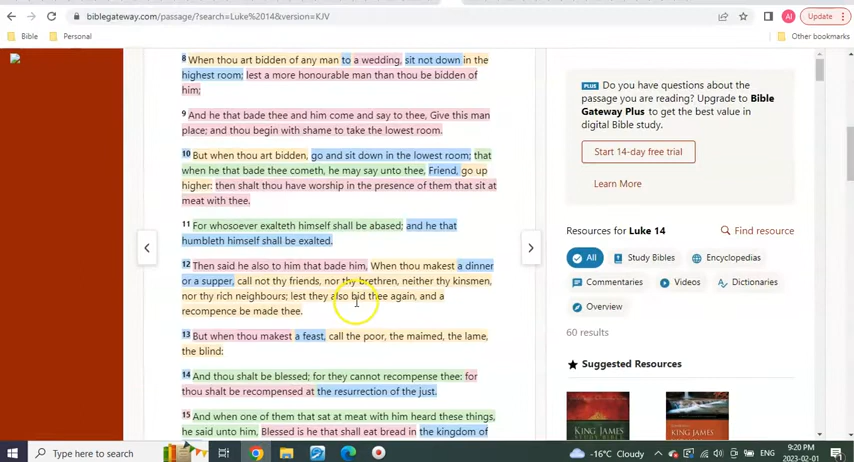 biblegateway.com/passage/?search=Luke%2014&version=KJV
AI
Update
Bible
Personal
Other bookmarks
8 When thou art bidden of any man to a wedding, sit not down in the
highest room; lest a more honourable man than thou be bidden of
him;
9 And he that bade thee and him come and say to thee, Give this man
place; and thou begin with shame to take the lowest room.
10 But when thou art bidden, go and sit down in the lowest room; that
when he that bade thee cometh, he may say unto thee, Friend, go up
higher: then shalt thou have worship in the presence of them that sit at
meat with thee.
11 For whosoever exalteth himself shall be abased; and he that
humbleth himself shall be exalted.
12 Then said he also to him that bade him, When thou makest a dinner
or a supper, call not thy friends, nor thy brethren, neither thy kinsmen,
nor thy rich neighbours; lest they also bid thee again, and a
recompence be made thee.
13 But when thou makest a feast, call the poor, the maimed, the lame,
the blind:
14 And thou shalt be blessed; for they cannot recompense thee: for
thou shalt be recompensed at the resurrection of the just.
15 And when one of them that sat at meat with him heard these things,
he said unto him, Blessed is he that shall eat bread in the kingdom of
PLUS Do you have questions about the
passage you are reading? Upgrade to Bible
Gateway Plus to get the best value in
digital Bible study.
Start 14-day free trial
Learn More
Resources for Luke 14
Find resource
All
Study Bibles
Encyclopedias
Commentaries
Videos
Dictionaries
Overview
60 results
Suggested Resources
KING JAMES
KING JAMES
Type here to search
-16°C Cloudy
ENG
9:20 PM
2023-02-01